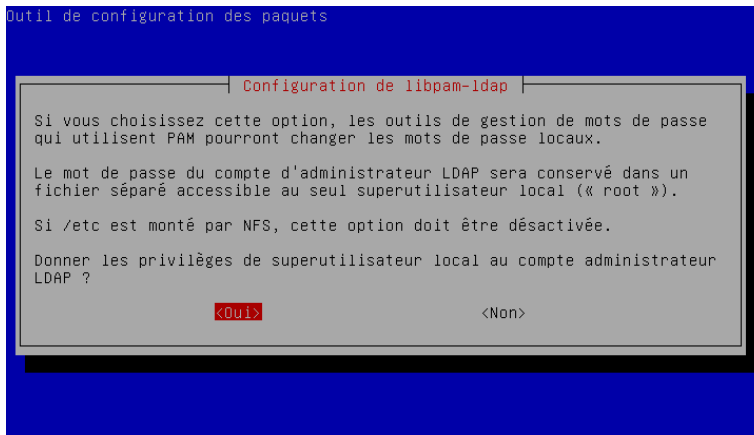 Outil de configuration des paquets
Configuration de libpam-ldap
Si vous choisissez cette option, les outils de gestion de mots de passe
qui utilisent PAM pourront changer les mots de passe locaux.
Le mot de passe du compte d'administrateur LDAP sera conservé dans un
fichier séparé accessible au seul superutilisateur local (« root »).
Si /etc est monté par NFS, cette option doit être désactivée.
Donner les privilèges de superutilisateur local au compte administrateur
LDAP ?
<Oui> <Non>